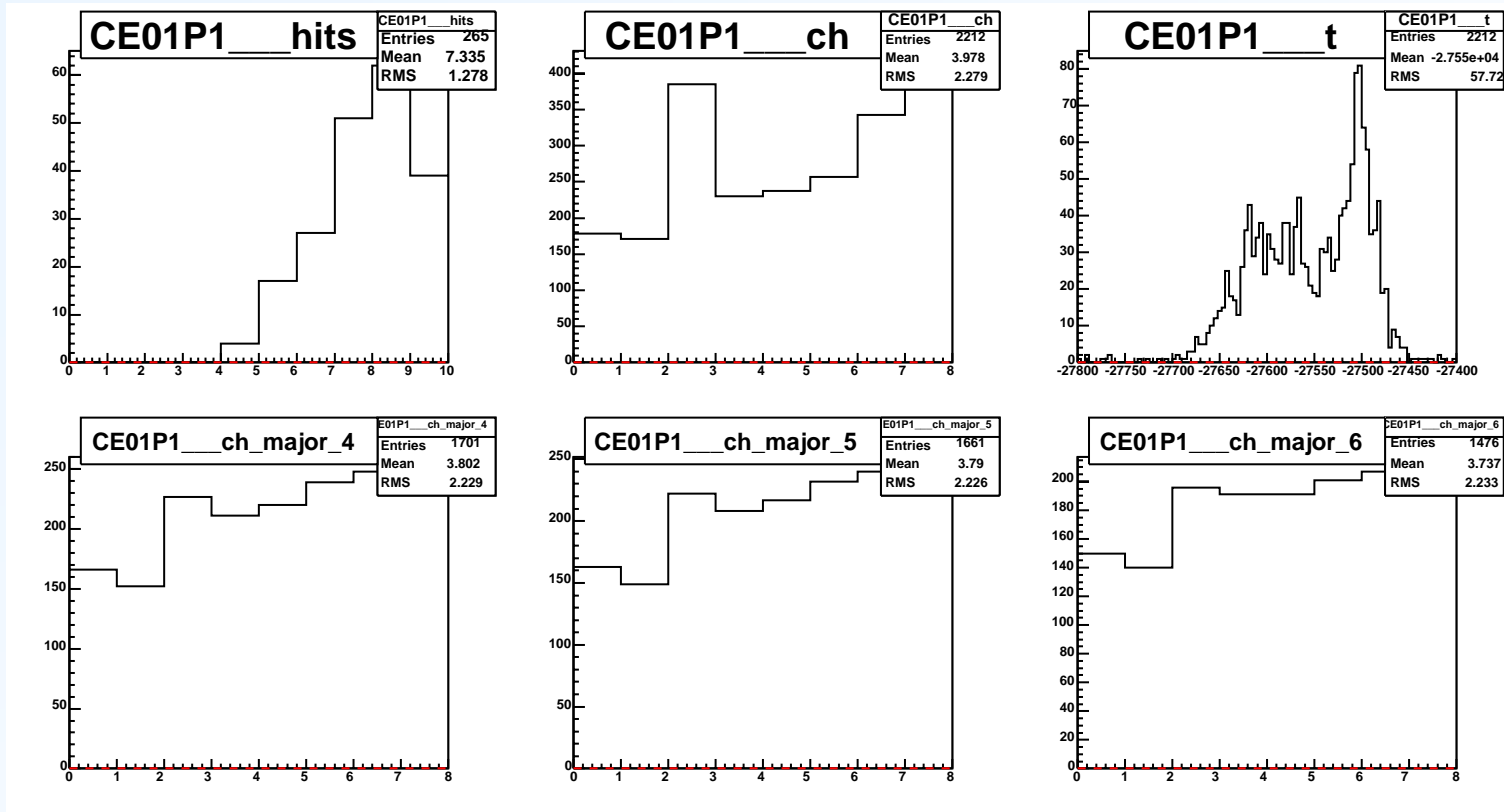 CE01P1___hits
CE01P1___hits
Entries 265
Mean 7.335
RMS 1.278
60
50
40
30
20
10
0
0 1 2 3 4 5 6 7 8 9 10
CE01P1___ch
CE01P1___ch
Entries 2212
Mean 3.978
RMS 2.279
400
350
300
250
200
150
100
50
0
0 1 2 3 4 5 6 7 8
CE01P1___t
CE01P1___t
Entries 2212
Mean -2.755e+04
RMS 57.72
80
70
60
50
40
30
20
10
0
-27800 -27750 -27700 -27650 -27600 -27550 -27500 -27450 -27400
CE01P1___ch_major_4
E01P1___ch_major_4
Entries 1701
Mean 3.802
RMS 2.229
250
200
150
100
50
0
0 1 2 3 4 5 6 7 8
CE01P1___ch_major_5
E01P1___ch_major_5
Entries 1661
Mean 3.79
RMS 2.226
250
200
150
100
50
0
0 1 2 3 4 5 6 7 8
CE01P1___ch_major_6
CE01P1___ch_major_6
Entries 1476
Mean 3.737
RMS 2.233
200
180
160
140
120
100
80
60
40
20
0
0 1 2 3 4 5 6 7 8